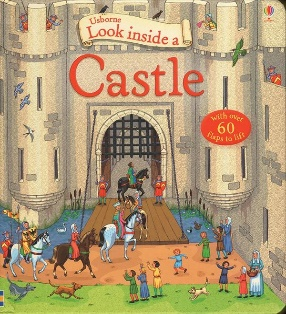 Usborne
Look inside a
Castle
with over
60
flaps to lift